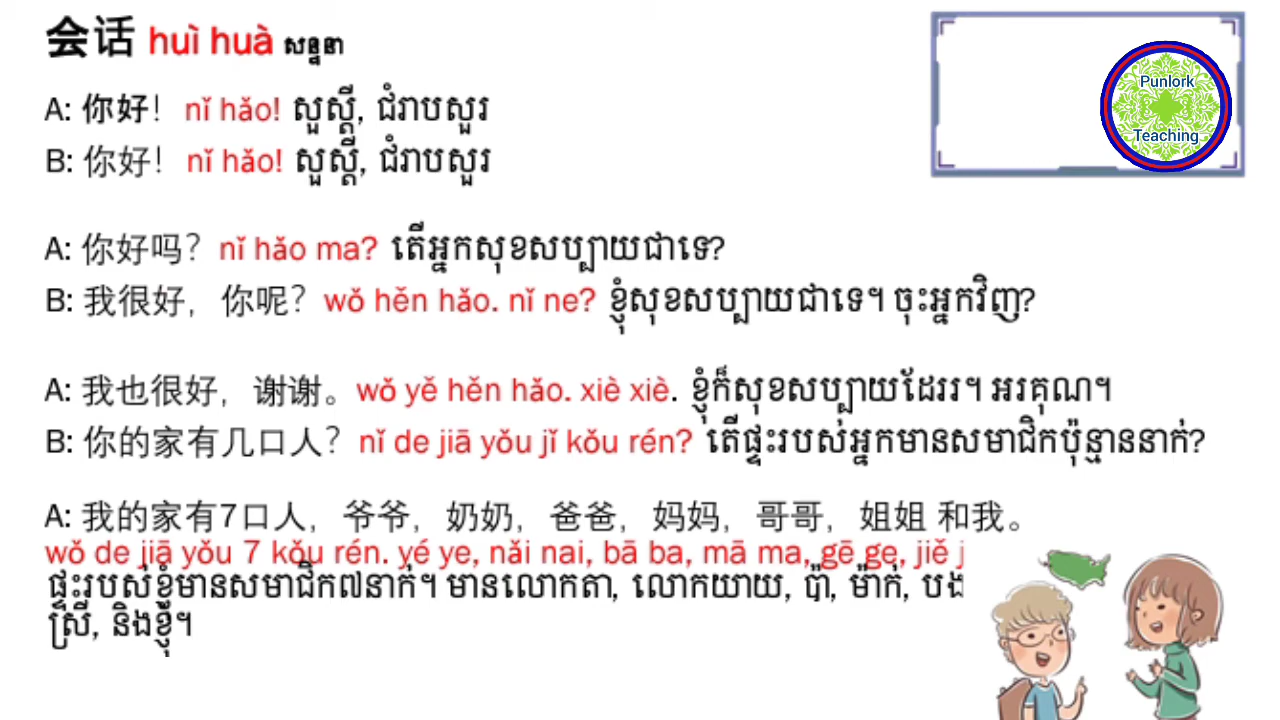 会话 huì huà សន្ទនា
A: 你好！ nǐ hǎo! សួស្តី, ជំរាបសួរ
B: 你好！ nǐ hǎo! សួស្តី, ជំរាបសួរ
A: 你好吗？ nǐ hǎo ma? តើអ្នកសុខសប្បាយជាទេ?
B: 我很好，你呢？ wǒ hěn hǎo. nǐ ne? ខ្ញុំសុខសប្បាយជាទេ។ ចុះអ្នកវិញ?
A: 我也很好，谢谢。wǒ yě hěn hǎo. xiè xiè. ខ្ញុំក៏សុខសប្បាយដែររ។ អរគុណ។
B: 你的家有几口人？ nǐ de jiā yǒu jǐ kǒu rén? តើផ្ទះរបស់អ្នកមានសមាជិកប៉ុន្មាននាក់?
A: 我的家有7口人，爷爷，奶奶，爸爸，妈妈，哥哥，姐姐 和我。
wǒ de jiā yǒu 7 kǒu rén. yé ye, nǎi nai, bā ba, mā ma, gē ge, jiě j
ផ្ទះរបស់ខ្ញុំមានសមាជិក៧នាក់។ មានលោកតា, លោកយាយ, ប៉ា, ម៉ាក់, បង
ស្រី, និងខ្ញុំ។
Punlork
Teaching